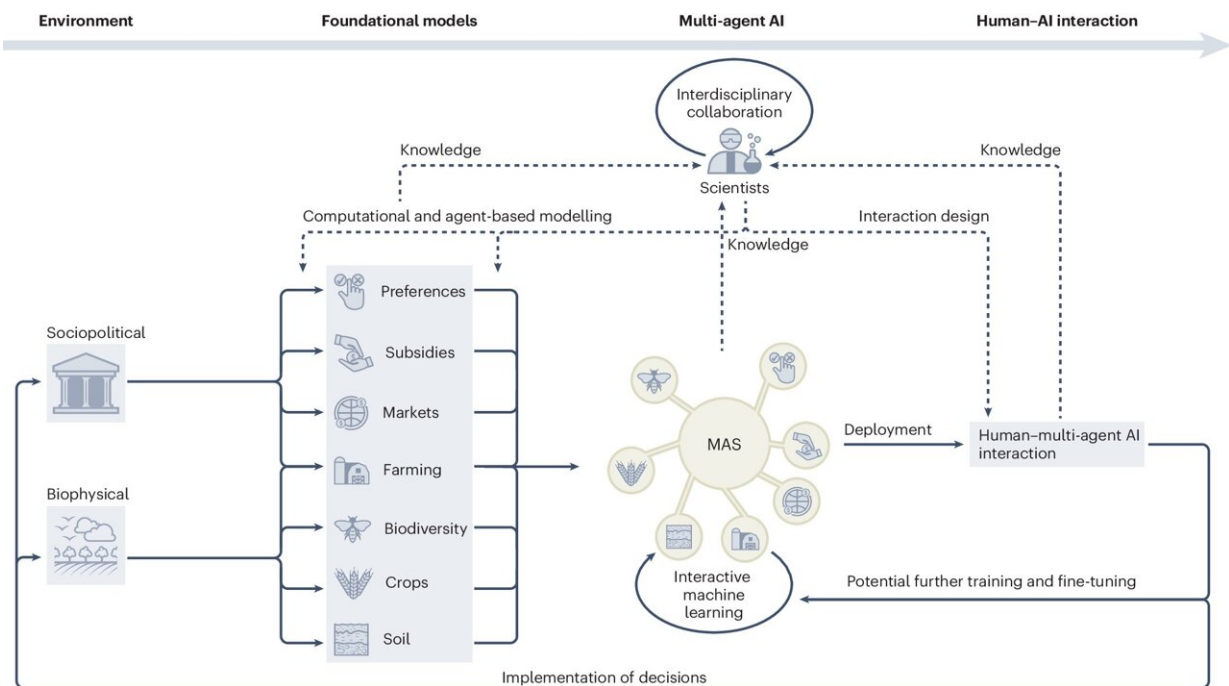 Environment
Foundational models
Multi-agent AI
Human–AI interaction
Interdisciplinary
collaboration
Knowledge
Knowledge
Scientists
Computational and agent-based modelling
Interaction design
Knowledge
Preferences
Sociopolitical
Subsidies
Markets
MAS
Deployment
Human–multi-agent AI
interaction
Farming
Biophysical
Biodiversity
Crops
Interactive
machine
learning
Potential further training and fine-tuning
Soil
Implementation of decisions